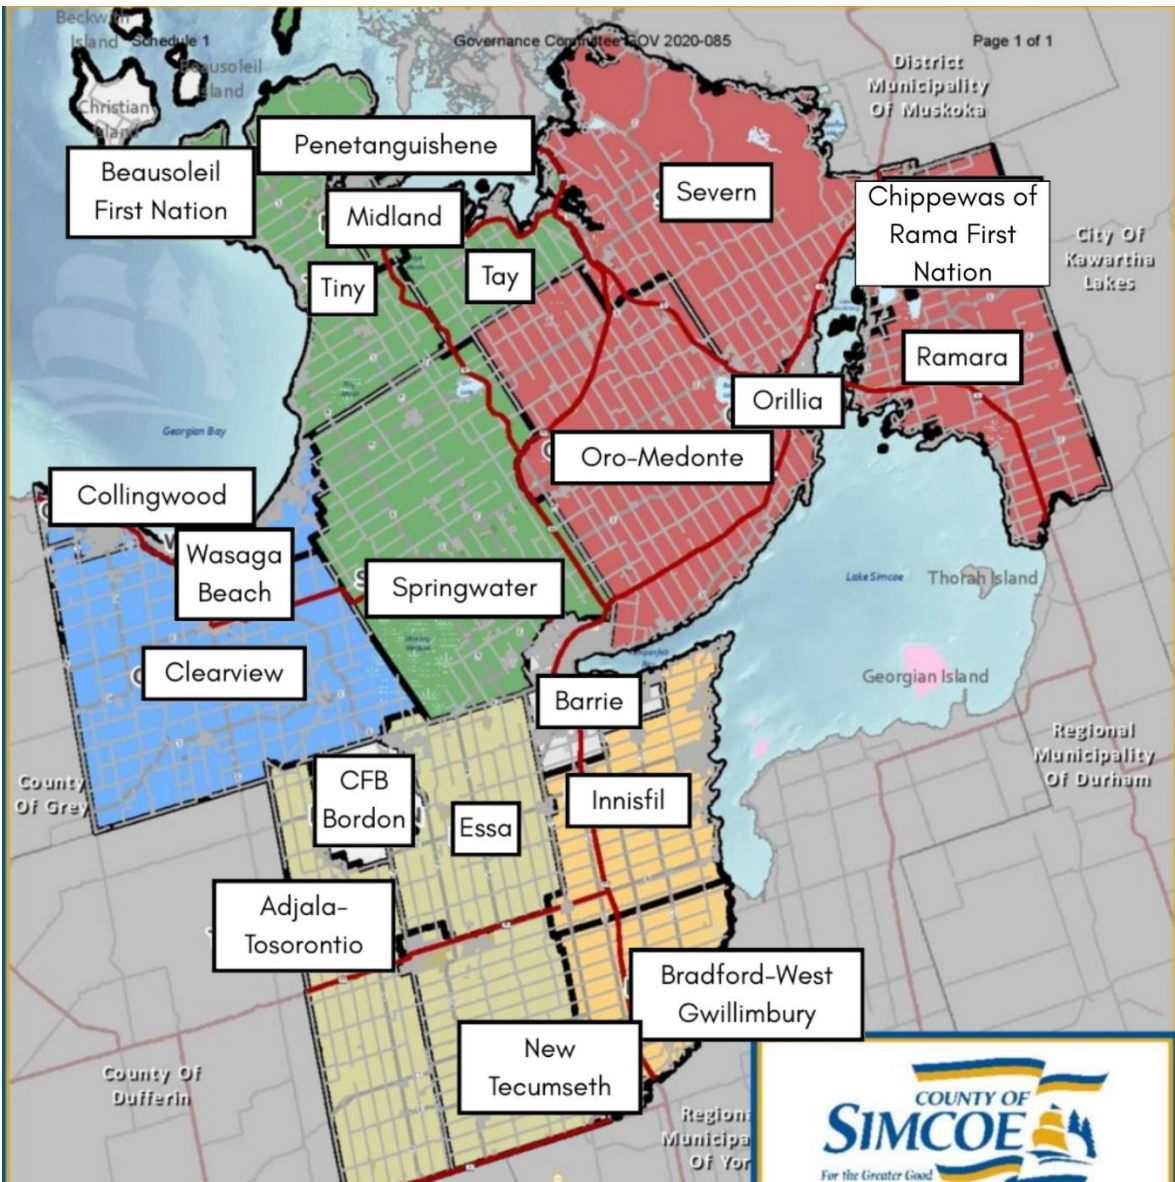 Beckwith
Island
Schedule 1
Governance Committee GOV 2020-085
Page 1 of 1
Beausoleil
Island
Christian
Island
District
Municipality
Of Muskoka
Penetanguishene
Beausoleil
First Nation
Midland
Severn
Chippewas of
Rama First
Nation
City Of
Kawartha
Lakes
Tiny
Tay
Ramara
Orillia
Georgian Bay
Oro-Medonte
Collingwood
Wasaga
Beach
Springwater
Lake Simcoe
Thorah Island
Clearview
Georgian Island
Barrie
Regional
Municipality
Of Durham
County
Of Grey
CFB
Bordon
Essa
Innisfil
Adjala-
Tosorontio
Bradford-West
Gwillimbury
New
Tecumseth
County Of
Dufferin
Regiona
Municipa
Of Yor
COUNTY OF
SIMCOE
For the Greater Good